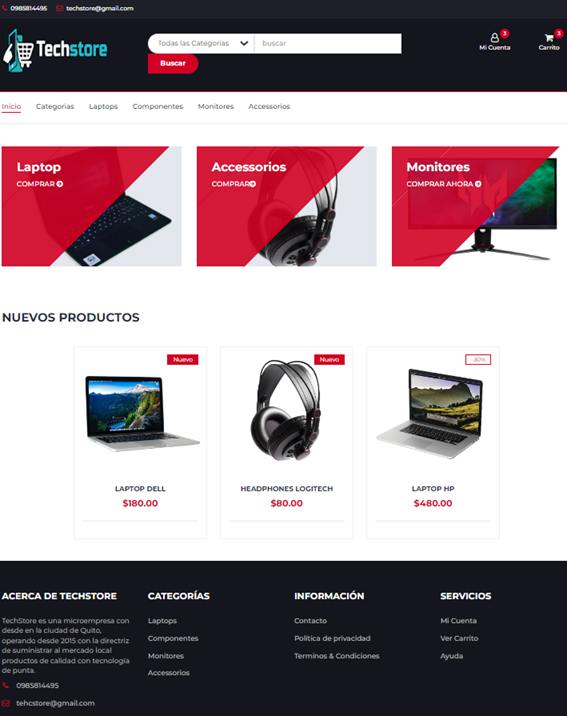 0985814495 techstore@gmail.com
Techstore
Todas las Categorías buscar
Buscar
3
Mi Cuenta
3
Carrito
Inicio Categorias Laptops Componentes Monitores Accessorios
Laptop
COMPRAR
Accessorios
COMPRAR
Monitores
COMPRAR AHORA
NUEVOS PRODUCTOS
Nuevo
LAPTOP DELL
$180.00
Nuevo
HEADPHONES LOGITECH
$80.00
-80%
LAPTOP HP
$480.00
ACERCA DE TECHSTORE
TechStore es una microempresa con
desde en la ciudad de Quito,
operando desde 2015 con la directriz
de suministrar al mercado local
productos de calidad con tecnología
de punta.
0985814495
tehcstore@gmail.com
CATEGORÍAS
Laptops
Componentes
Monitores
Accessorios
INFORMACIÓN
Contacto
Política de privacidad
Terminos & Condiciones
SERVICIOS
Mi Cuenta
Ver Carrito
Ayuda